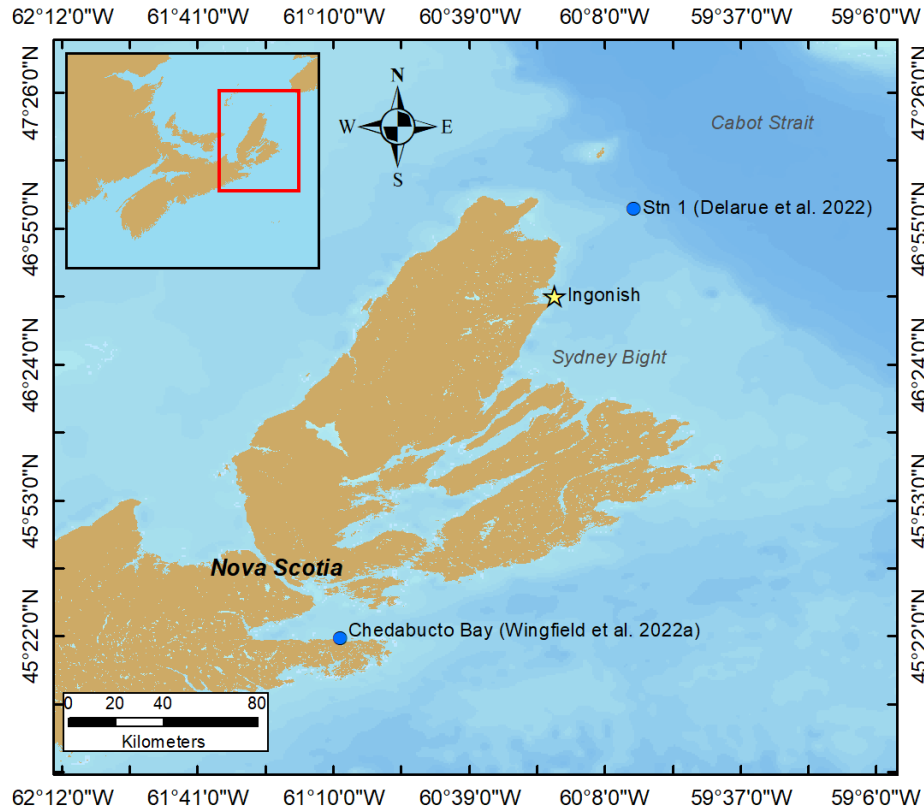 62°12'0"W 61°41'0"W 61°10'0"W 60°39'0"W 60°8'0"W 59°37'0"W 59°6'0"W
47°26'0"N 47°26'0"N
N
W E
S
Cabot Strait
46°55'0"N 46°55'0"N
Stn 1 (Delarue et al. 2022)
Ingonish
Sydney Bight
46°24'0"N 46°24'0"N
45°53'0"N 45°53'0"N
Nova Scotia
Chedabucto Bay (Wingfield et al. 2022a)
45°22'0"N 45°22'0"N
0 20 40 80
Kilometers
62°12'0"W 61°41'0"W 61°10'0"W 60°39'0"W 60°8'0"W 59°37'0"W 59°6'0"W